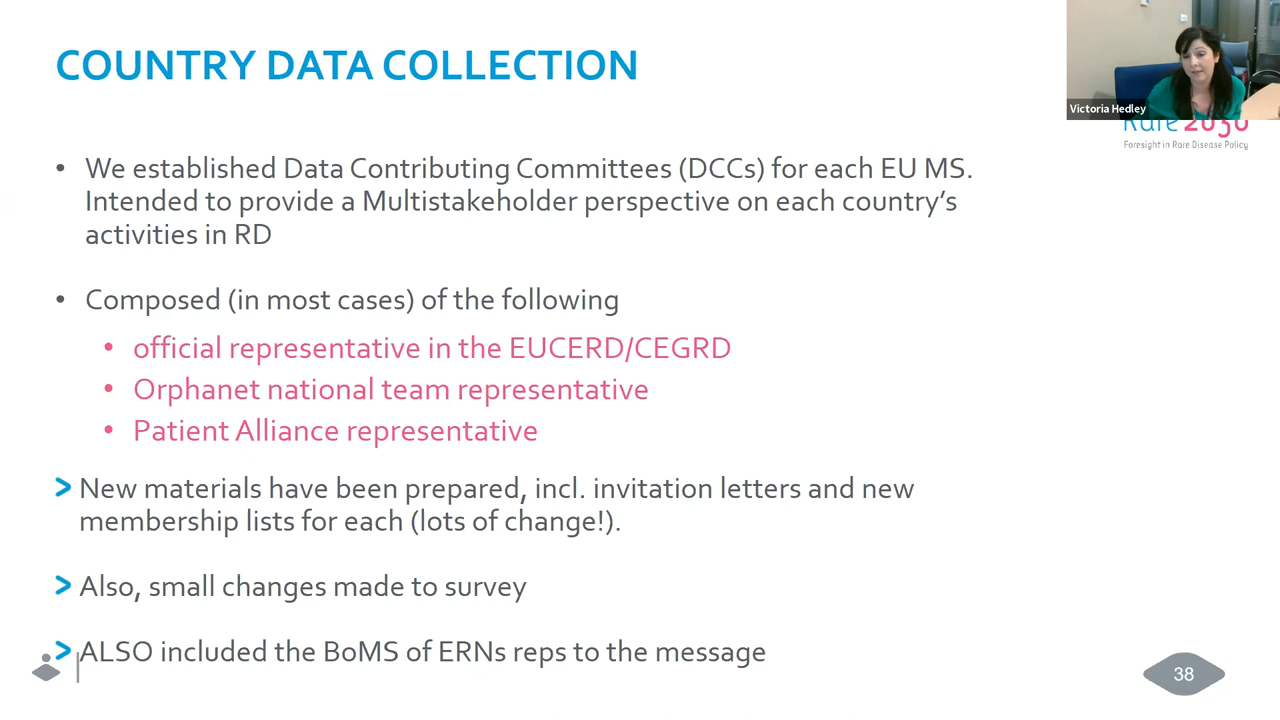 COUNTRY DATA COLLECTION
Victoria Hedley
Rare 2030
Foresight in Rare Disease Policy
• We established Data Contributing Committees (DCCs) for each EU MS.
Intended to provide a Multistakeholder perspective on each country’s
activities in RD
• Composed (in most cases) of the following
• official representative in the EUCERD/CEGRD
• Orphanet national team representative
• Patient Alliance representative
> New materials have been prepared, incl. invitation letters and new
membership lists for each (lots of change!).
> Also, small changes made to survey
> ALSO included the BoMS of ERNs reps to the message
38